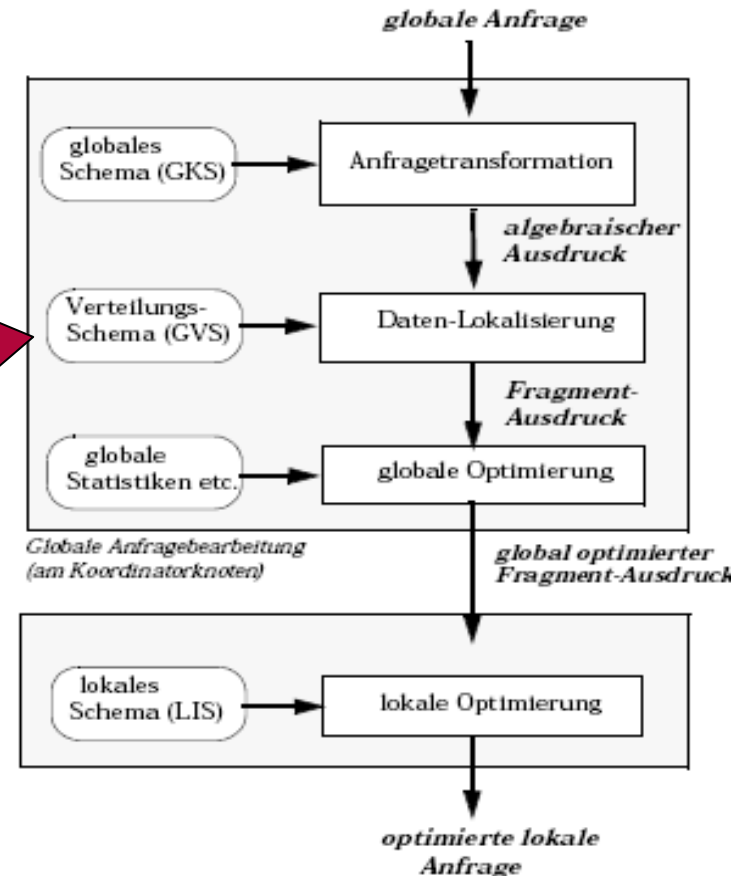 globale Anfrage
globales
Schema (GKS)
Anfragetransformation
algebraischer
Ausdruck
Verteilungs-
Schema (GVS)
Daten-Lokalisierung
Fragment-
Ausdruck
globale
Statistiken etc.
globale Optimierung
Globale Anfragebearbeitung
(am Koordinatorknoten)
global optimierter
Fragment-Ausdruck
lokales
Schema (LIS)
lokale Optimierung
optimierte lokale
Anfrage